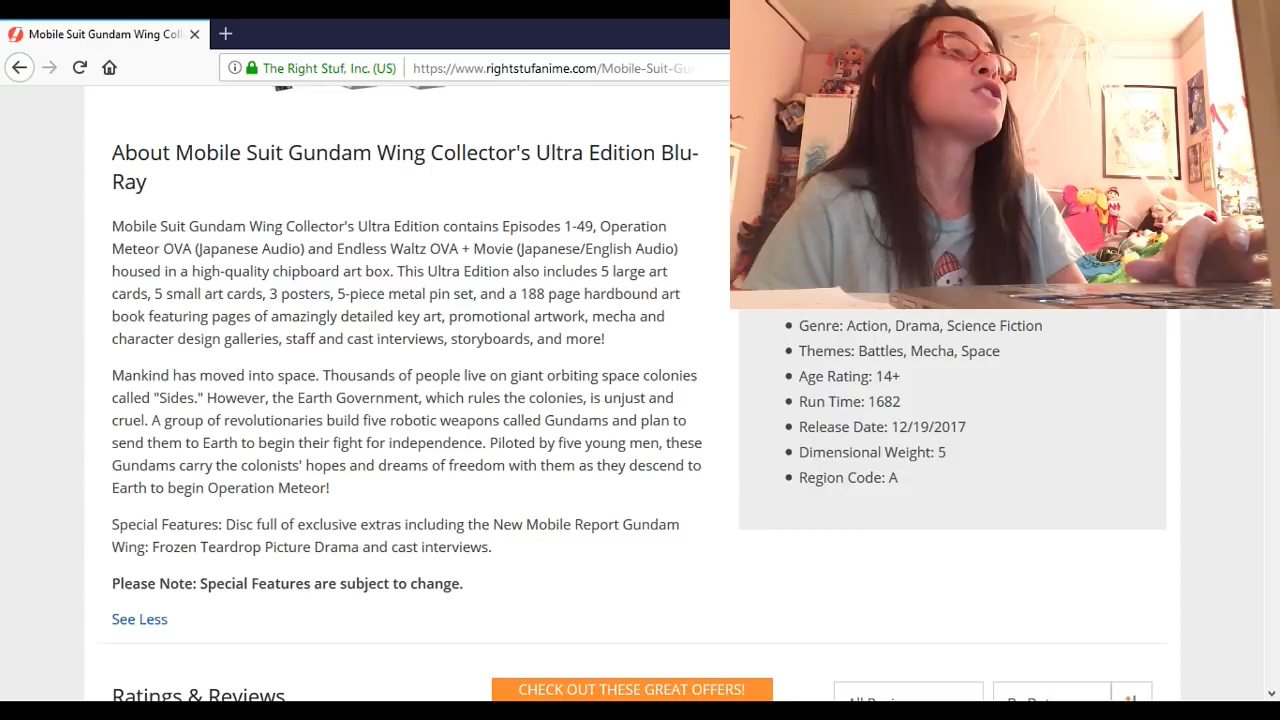 Mobile Suit Gundam Wing Coll
The Right Stuf, Inc. (US)
https://www.rightstufanime.com/Mobile-Suit-Gu
About Mobile Suit Gundam Wing Collector's Ultra Edition Blu-
Ray
Mobile Suit Gundam Wing Collector's Ultra Edition contains Episodes 1-49, Operation
Meteor OVA (Japanese Audio) and Endless Waltz OVA + Movie (Japanese/English Audio)
housed in a high-quality chipboard art box. This Ultra Edition also includes 5 large art
cards, 5 small art cards, 3 posters, 5-piece metal pin set, and a 188 page hardbound art
book featuring pages of amazingly detailed key art, promotional artwork, mecha and
character design galleries, staff and cast interviews, storyboards, and more!
Mankind has moved into space. Thousands of people live on giant orbiting space colonies
called "Sides." However, the Earth Government, which rules the colonies, is unjust and
cruel. A group of revolutionaries build five robotic weapons called Gundams and plan to
send them to Earth to begin their fight for independence. Piloted by five young men, these
Gundams carry the colonists' hopes and dreams of freedom with them as they descend to
Earth to begin Operation Meteor!
Special Features: Disc full of exclusive extras including the New Mobile Report Gundam
Wing: Frozen Teardrop Picture Drama and cast interviews.
Please Note: Special Features are subject to change.
See Less
Genre: Action, Drama, Science Fiction
Themes: Battles, Mecha, Space
Age Rating: 14+
Run Time: 1682
Release Date: 12/19/2017
Dimensional Weight: 5
Region Code: A
Ratings & Reviews
CHECK OUT THESE GREAT OFFERS!